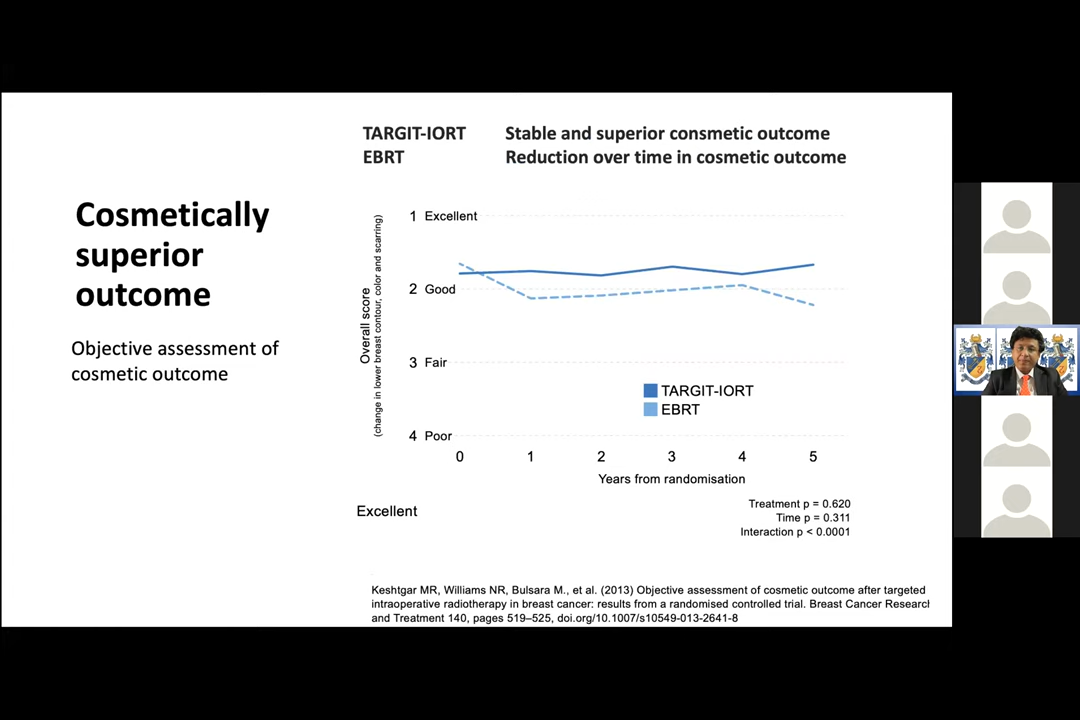 TARGIT-IORT Stable and superior consmetic outcome
EBRT Reduction over time in cosmetic outcome
Cosmetically
superior
outcome
Objective assessment of
cosmetic outcome
Overall score
(change in lower breast contour, color and scarring)
1 Excellent
2 Good
3 Fair
4 Poor
TARGIT-IORT
EBRT
0 1 2 3 4 5
Years from randomisation
Excellent
Treatment p = 0.620
Time p = 0.311
Interaction p < 0.0001
Keshtgar MR, Williams NR, Bulsara M., et al. (2013) Objective assessment of cosmetic outcome after targeted
intraoperative radiotherapy in breast cancer: results from a randomised controlled trial. Breast Cancer Research
and Treatment 140, pages 519–525, doi.org/10.1007/s10549-013-2641-8